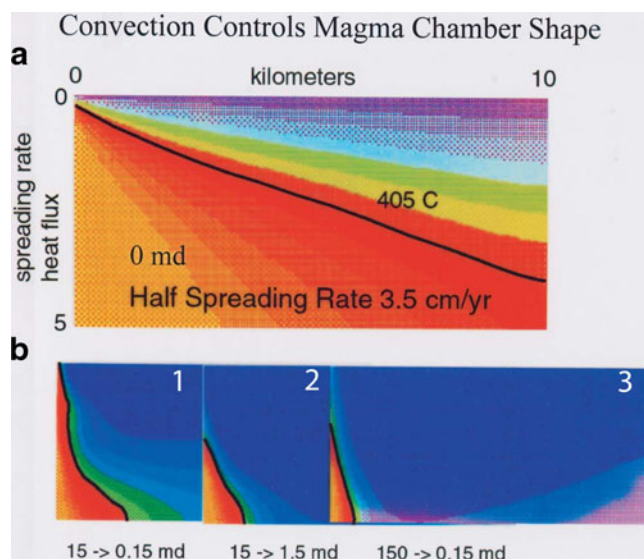 Convection Controls Magma Chamber Shape
a
0 kilometers 10
0
spreading rate
heat flux
405 C
0 md
Half Spreading Rate 3.5 cm/yr
5
b
1 2 3
15 -> 0.15 md 15 -> 1.5 md 150 -> 0.15 md